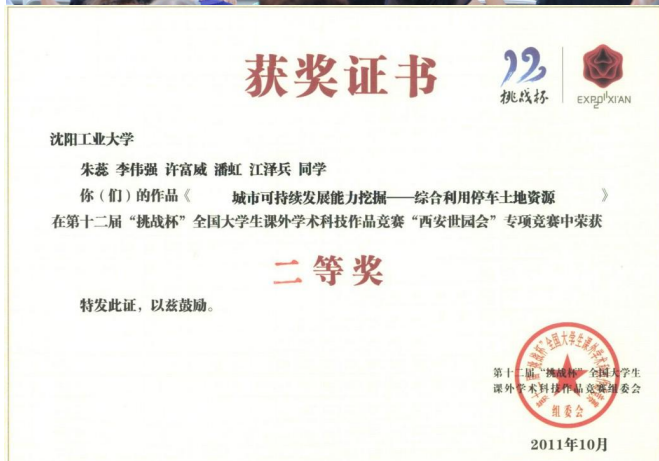 获奖证书
挑战杯
EXPO 2011 XI'AN
沈阳工业大学
朱蕊 李伟强 许富威 潘虹 江泽兵 同学
你（们）的作品《 城市可持续发展能力挖掘——综合利用停车土地资源 》
在第十二届“挑战杯”全国大学生课外学术科技作品竞赛“西安世园会”专项竞赛中荣获
二等奖
特发此证，以兹鼓励。
第十二届“挑战杯”全国大学生
课外学术科技作品竞赛组委会
组委会
2011年10月